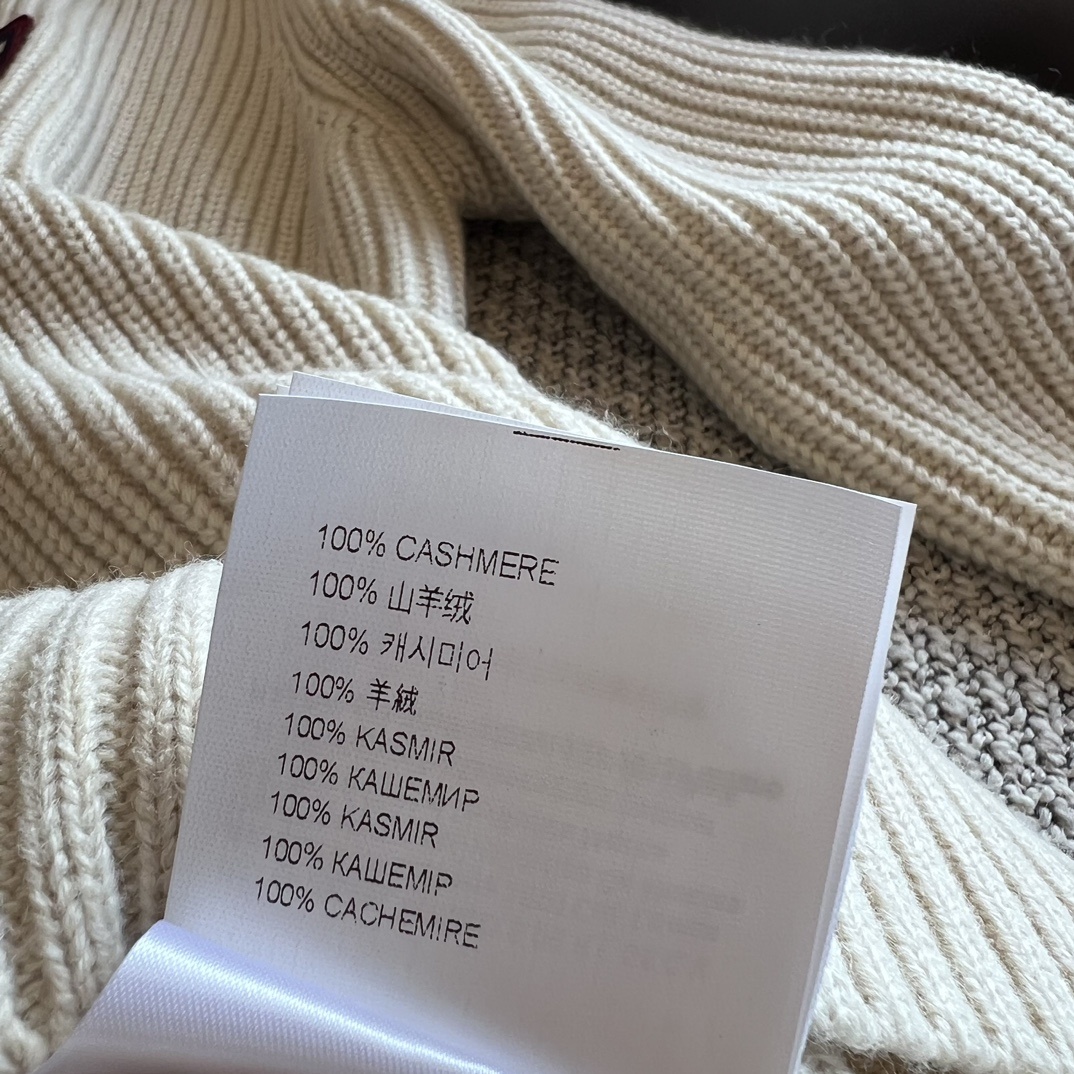 100% CASHMERE
100% 山羊绒
100% 캐시미어
100% 羊絨
100% KASMIR
100% КАШЕМИР
100% KASMIR
100% КАШЕМІР
100% CACHEMIRE